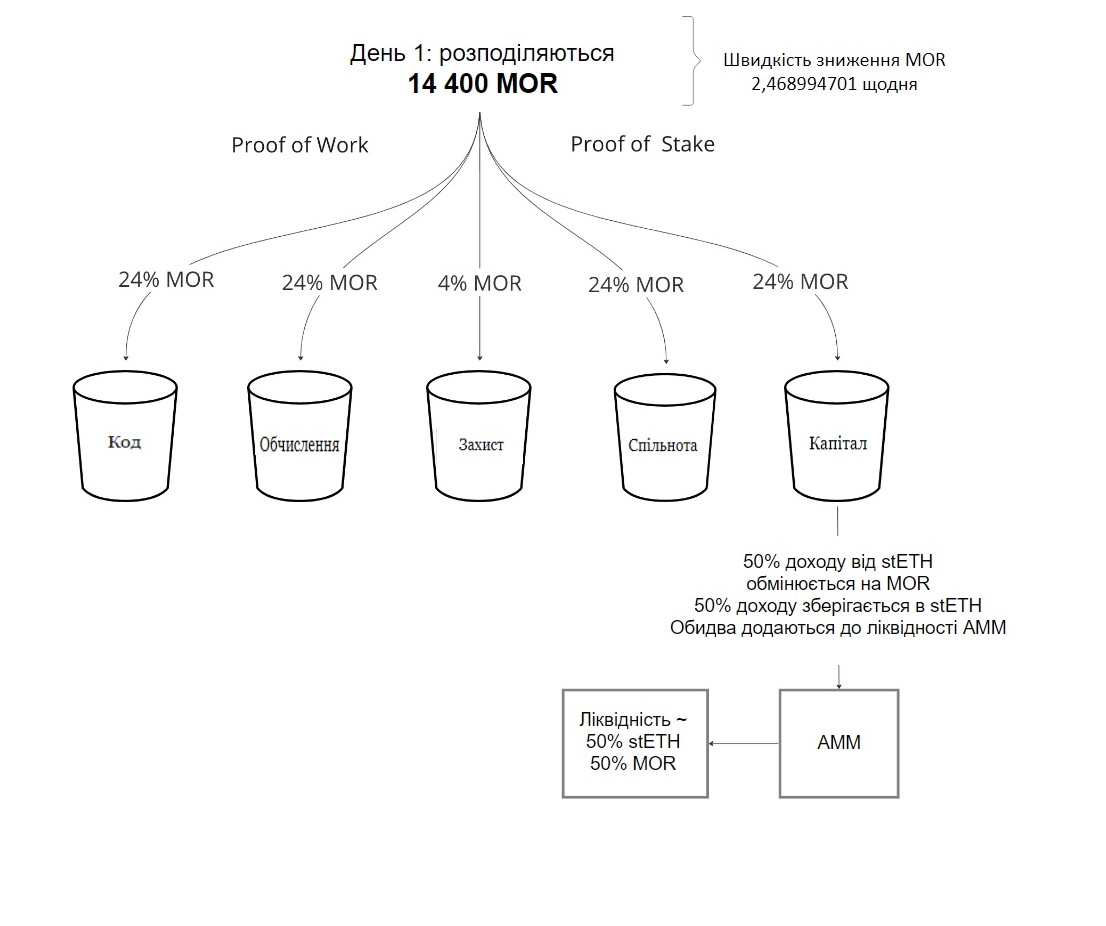 День 1: розподіляються
14 400 MOR
Швидкість зниження MOR
2,468994701 щодня
Proof of Work
Proof of Stake
24% MOR
24% MOR
4% MOR
24% MOR
24% MOR
Код
Обчислення
Захист
Спільнота
Капітал
50% доходу від stETH
обмінюється на MOR
50% доходу зберігається в stETH
Обидва додаються до ліквідності AMM
Ліквідність ~
50% stETH
50% MOR
AMM